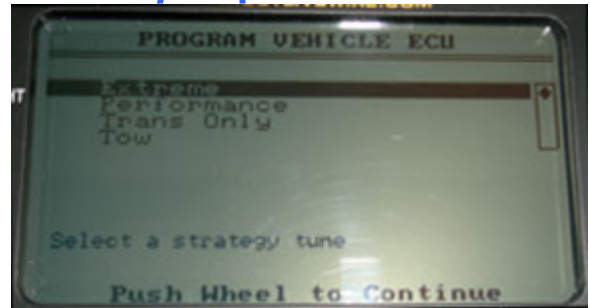 PROGRAM VEHICLE ECU
Extreme
Performance
Trans Only
Tow
Select a strategy tune
Push Wheel to Continue